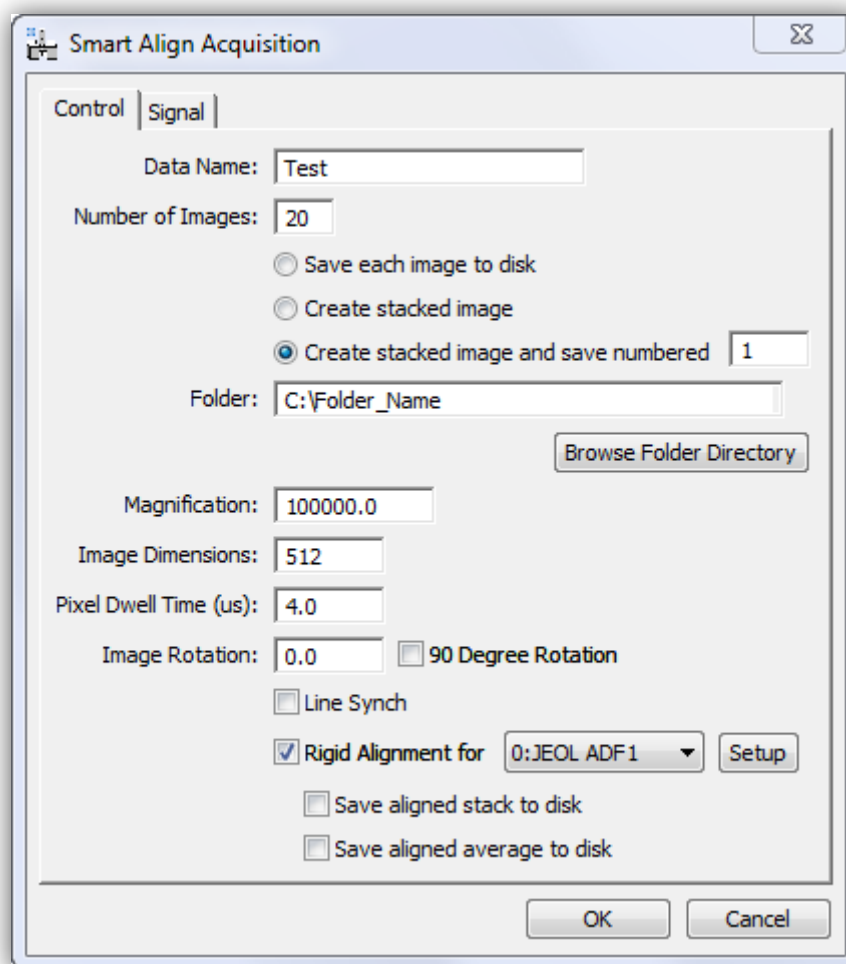 Smart Align Acquisition
Control Signal
Data Name: Test
Number of Images: 20
Save each image to disk
Create stacked image
Create stacked image and save numbered 1
Folder: C:\Folder_Name
Browse Folder Directory
Magnification: 100000.0
Image Dimensions: 512
Pixel Dwell Time (us): 4.0
Image Rotation: 0.0 90 Degree Rotation
Line Synch
Rigid Alignment for 0:JEOL ADF1 Setup
Save aligned stack to disk
Save aligned average to disk
OK Cancel